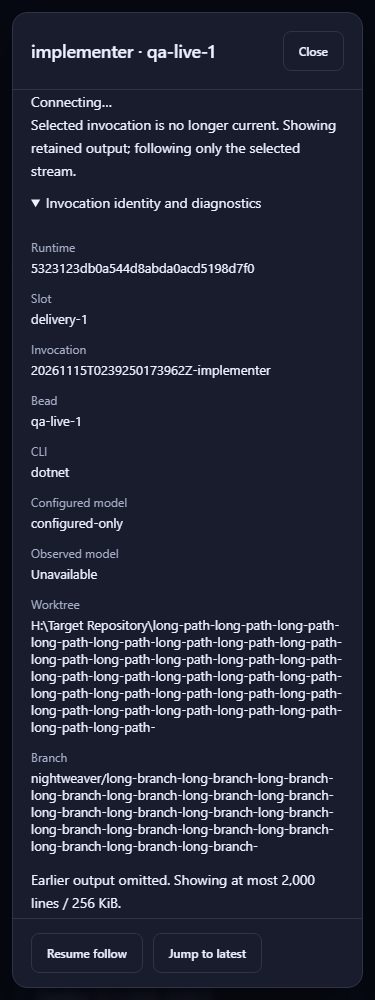 implementer · qa-live-1
Close
Connecting...
Selected invocation is no longer current. Showing
retained output; following only the selected
stream.
▼ Invocation identity and diagnostics
Runtime
5323123db0a544d8abda0acd5198d7f0
Slot
delivery-1
Invocation
20261115T0239250173962Z-implementer
Bead
qa-live-1
CLI
dotnet
Configured model
configured-only
Observed model
Unavailable
Worktree
H:\Target Repository\long-path-long-path-long-path-
long-path-long-path-long-path-long-path-long-path-
long-path-long-path-long-path-long-path-long-path-
long-path-long-path-long-path-long-path-long-path-
long-path-long-path-long-path-long-path-long-path-
long-path-long-path-long-path-long-path-long-path-
long-path-long-path-
Branch
nightweaver/long-branch-long-branch-long-branch-
long-branch-long-branch-long-branch-long-branch-
long-branch-long-branch-long-branch-long-branch-
long-branch-long-branch-long-branch-long-branch-
long-branch-long-branch-long-branch-
Earlier output omitted. Showing at most 2,000
lines / 256 KiB.
Resume follow
Jump to latest